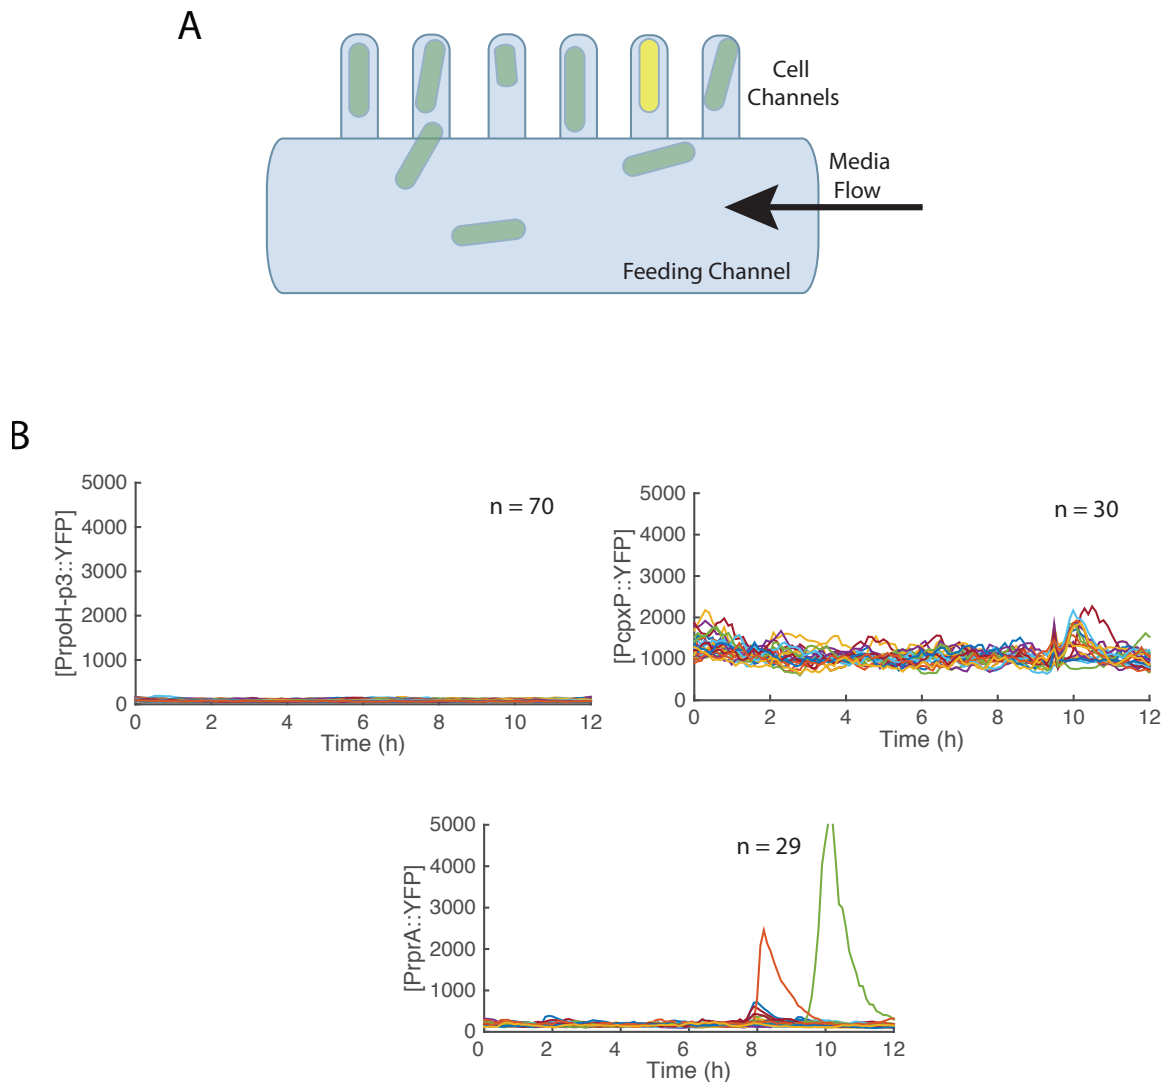 A
Cell
Channels
Media
Flow
Feeding Channel
B
[PrpoH-p3::YFP]
5000
4000
3000
2000
1000
0
n = 70
0 2 4 6 8 10 12
Time (h)
[PcpxP::YFP]
5000
4000
3000
2000
1000
0
n = 30
0 2 4 6 8 10 12
Time (h)
[PrprA::YFP]
5000
4000
3000
2000
1000
0
n = 29
0 2 4 6 8 10 12
Time (h)